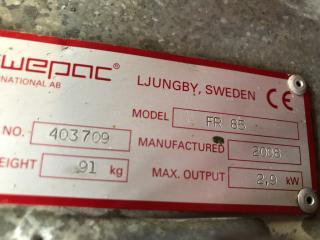 wepac®
NATIONAL AB
LJUNGBY, SWEDEN CE
MODEL FR 85
NO. 403709
MANUFACTURED 2008
EIGHT 91 kg
MAX. OUTPUT 2,9 kW